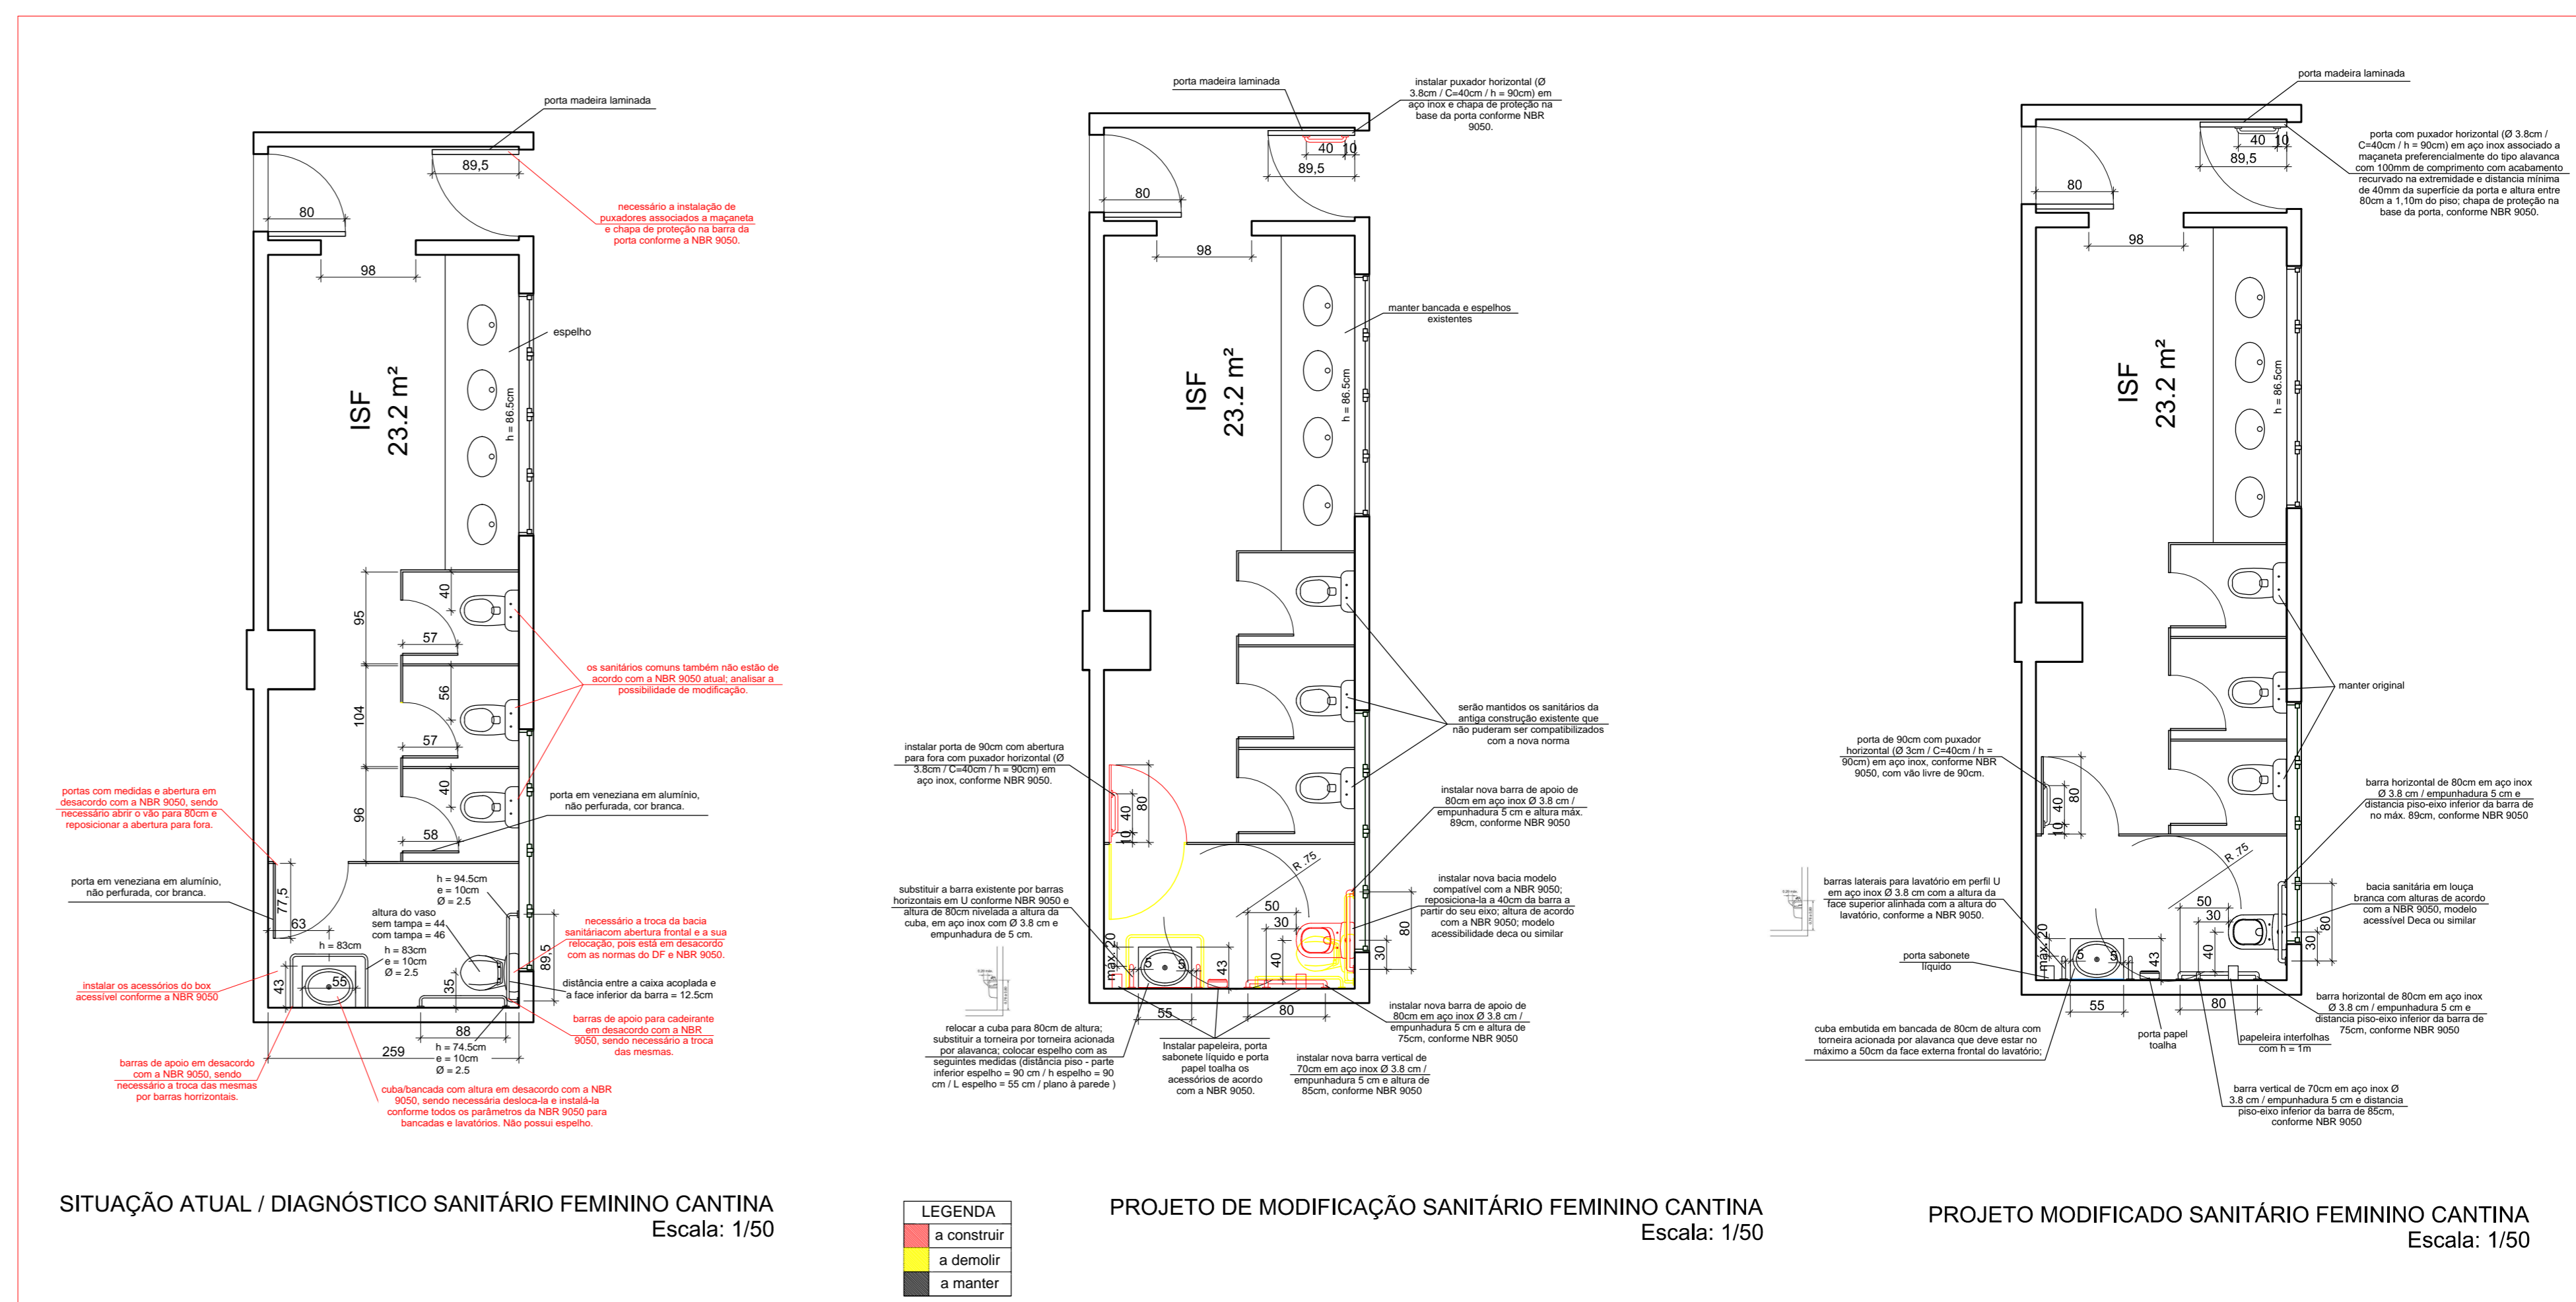 porta madeira laminada
89,5
80
necessário a instalação de
puxadores associados a maçaneta
e chapa de proteção na barra da
porta conforme a NBR 9050.
98
espelho
ISF
23.2 m²
h = 86.5cm
40
95
57
os sanitários comuns também não estão de
acordo com a NBR 9050 atual; analisar a
possibilidade de modificação.
56
104
57
40
96
58
portas com medidas e abertura em
desacordo com a NBR 9050, sendo
necessário abrir o vão para 80cm e
reposicionar a abertura para fora.
porta em veneziana em alumínio,
não perfurada, cor branca.
porta em veneziana em alumínio,
não perfurada, cor branca.
77,5
63
h = 94.5cm
e = 10cm
Ø = 2.5
altura do vaso
sem tampa = 44
com tampa = 46
h = 83cm
h = 83cm
e = 10cm
Ø = 2.5
necessário a troca da bacia
sanitáriacom abertura frontal e a sua
relocação, pois está em desacordo
com as normas do DF e NBR 9050.
89,5
instalar os acessórios do box
acessível conforme a NBR 9050
43
55
35
distância entre a caixa acoplada e
a face inferior da barra = 12.5cm
88
259
h = 74.5cm
e = 10cm
Ø = 2.5
barras de apoio para cadeirante
em desacordo com a NBR
9050, sendo necessário a troca
das mesmas.
barras de apoio em desacordo
com a NBR 9050, sendo
necessário a troca das mesmas
por barras horrizontais.
cuba/bancada com altura em desacordo com a NBR
9050, sendo necessária desloca-la e instalá-la
conforme todos os parâmetros da NBR 9050 para
bancadas e lavatórios. Não possui espelho.
SITUAÇÃO ATUAL / DIAGNÓSTICO SANITÁRIO FEMININO CANTINA
Escala: 1/50
porta madeira laminada
instalar puxador horizontal (Ø
3.8cm / C=40cm / h = 90cm) em
aço inox e chapa de proteção na
base da porta conforme NBR
9050.
40
10
89,5
80
98
manter bancada e espelhos
existentes
ISF
23.2 m²
h = 86.5cm
serão mantidos os sanitários da
antiga construção existente que
não puderam ser compatibilizados
com a nova norma
instalar porta de 90cm com abertura
para fora com puxador horizontal (Ø
3.8cm / C=40cm / h = 90cm) em
aço inox, conforme NBR 9050.
40
80
10
instalar nova barra de apoio de
80cm em aço inox Ø 3.8 cm /
empunhadura 5 cm e altura máx.
89cm, conforme NBR 9050
R .75
substituir a barra existente por barras
horizontais em U conforme NBR 9050 e
altura de 80cm nivelada a altura da
cuba, em aço inox com Ø 3.8 cm e
empunhadura de 5 cm.
instalar nova bacia modelo
compatível com a NBR 9050;
reposiciona-la a 40cm da barra a
partir do seu eixo; altura de acordo
com a NBR 9050; modelo
acessibilidade deca ou similar
50
30
80
máx. 20
5
5
43
40
30
55
80
relocar a cuba para 80cm de altura;
substituir a torneira por torneira acionada
por alavanca; colocar espelho com as
seguintes medidas (distância piso - parte
inferior espelho = 90 cm / h espelho = 90
cm / L espelho = 55 cm / plano à parede )
Instalar papeleira, porta
sabonete líquido e porta
papel toalha os
acessórios de acordo
com a NBR 9050.
instalar nova barra de apoio de
80cm em aço inox Ø 3.8 cm /
empunhadura 5 cm e altura de
75cm, conforme NBR 9050
instalar nova barra vertical de
70cm em aço inox Ø 3.8 cm /
empunhadura 5 cm e altura de
85cm, conforme NBR 9050
LEGENDA
a construir
a demolir
a manter
PROJETO DE MODIFICAÇÃO SANITÁRIO FEMININO CANTINA
Escala: 1/50
porta madeira laminada
porta com puxador horizontal (Ø 3.8cm /
C=40cm / h = 90cm) em aço inox associado a
maçaneta preferencialmente do tipo alavanca
com 100mm de comprimento com acabamento
recurvado na extremidade e distancia mínima
de 40mm da superfície da porta e altura entre
80cm a 1,10m do piso; chapa de proteção na
base da porta, conforme NBR 9050.
40
10
89,5
80
98
ISF
23.2 m²
h = 86.5cm
manter original
porta de 90cm com puxador
horizontal (Ø 3cm / C=40cm / h =
90cm) em aço inox, conforme NBR
9050, com vão livre de 90cm.
40
80
10
barra horizontal de 80cm em aço inox
Ø 3.8 cm / empunhadura 5 cm e
distancia piso-eixo inferior da barra de
no máx. 89cm, conforme NBR 9050
R .75
barras laterais para lavatório em perfil U
em aço inox Ø 3.8 cm com a altura da
face superior alinhada com a altura do
lavatório, conforme a NBR 9050.
bacia sanitária em louça
branca com alturas de acordo
com a NBR 9050, modelo
acessível Deca ou similar
50
30
80
máx. 20
5
5
43
40
30
porta sabonete
líquido
55
80
cuba embutida em bancada de 80cm de altura com
torneira acionada por alavanca que deve estar no
máximo a 50cm da face externa frontal do lavatório;
porta papel
toalha
papeleira interfolhas
com h = 1m
barra horizontal de 80cm em aço inox
Ø 3.8 cm / empunhadura 5 cm e
distancia piso-eixo inferior da barra de
75cm, conforme NBR 9050
barra vertical de 70cm em aço inox Ø
3.8 cm / empunhadura 5 cm e distancia
piso-eixo inferior da barra de 85cm,
conforme NBR 9050
PROJETO MODIFICADO SANITÁRIO FEMININO CANTINA
Escala: 1/50